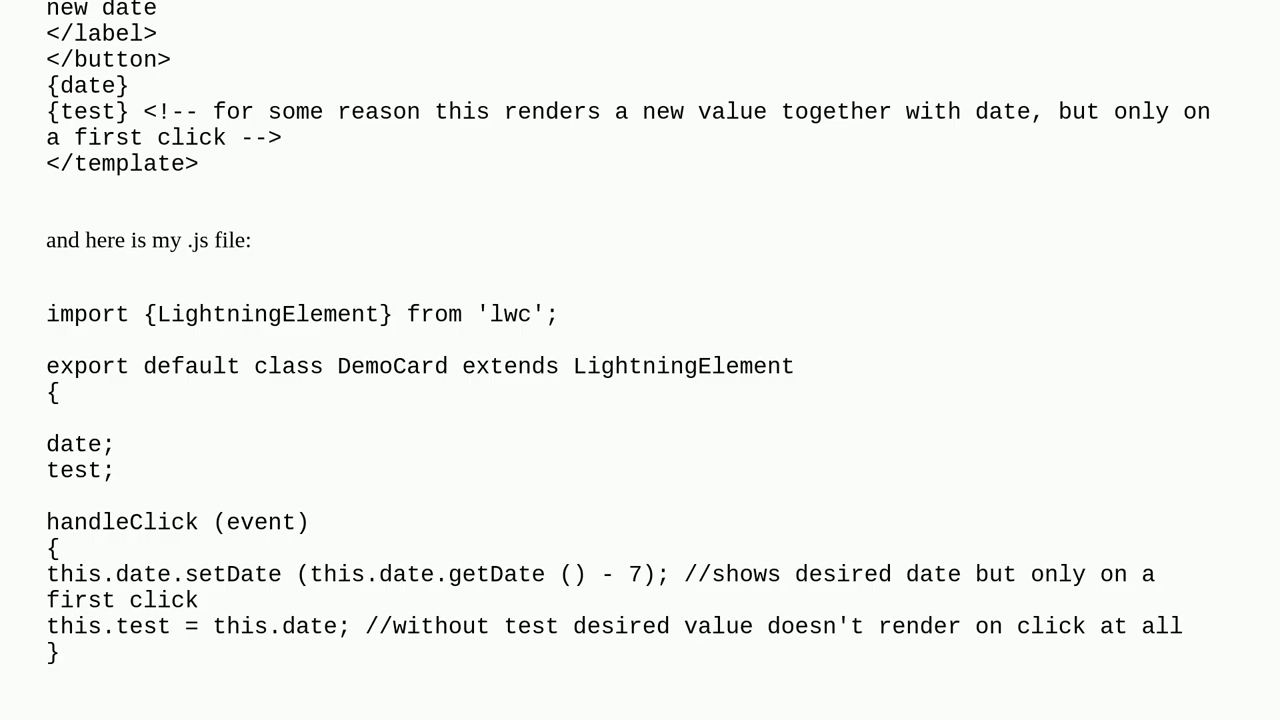 new date
</label>
</button>
{date}
{test} <!-- for some reason this renders a new value together with date, but only on
a first click -->
</template>
and here is my .js file:
import {LightningElement} from 'lwc';
export default class DemoCard extends LightningElement
{
date;
test;
handleClick (event)
{
this.date.setDate (this.date.getDate () - 7); //shows desired date but only on a
first click
this.test = this.date; //without test desired value doesn't render on click at all
}